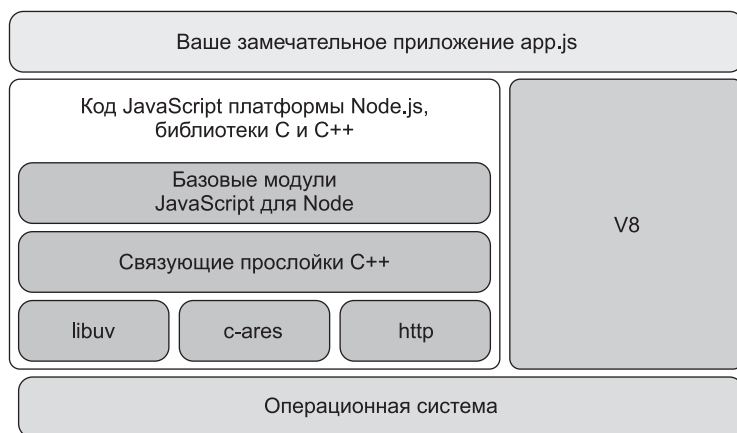 Ваше замечательное приложение app.js
Код JavaScript платформы Node.js,
библиотеки C и C++
Базовые модули
JavaScript для Node
Связующие прослойки C++
libuv
c-ares
http
V8
Операционная система